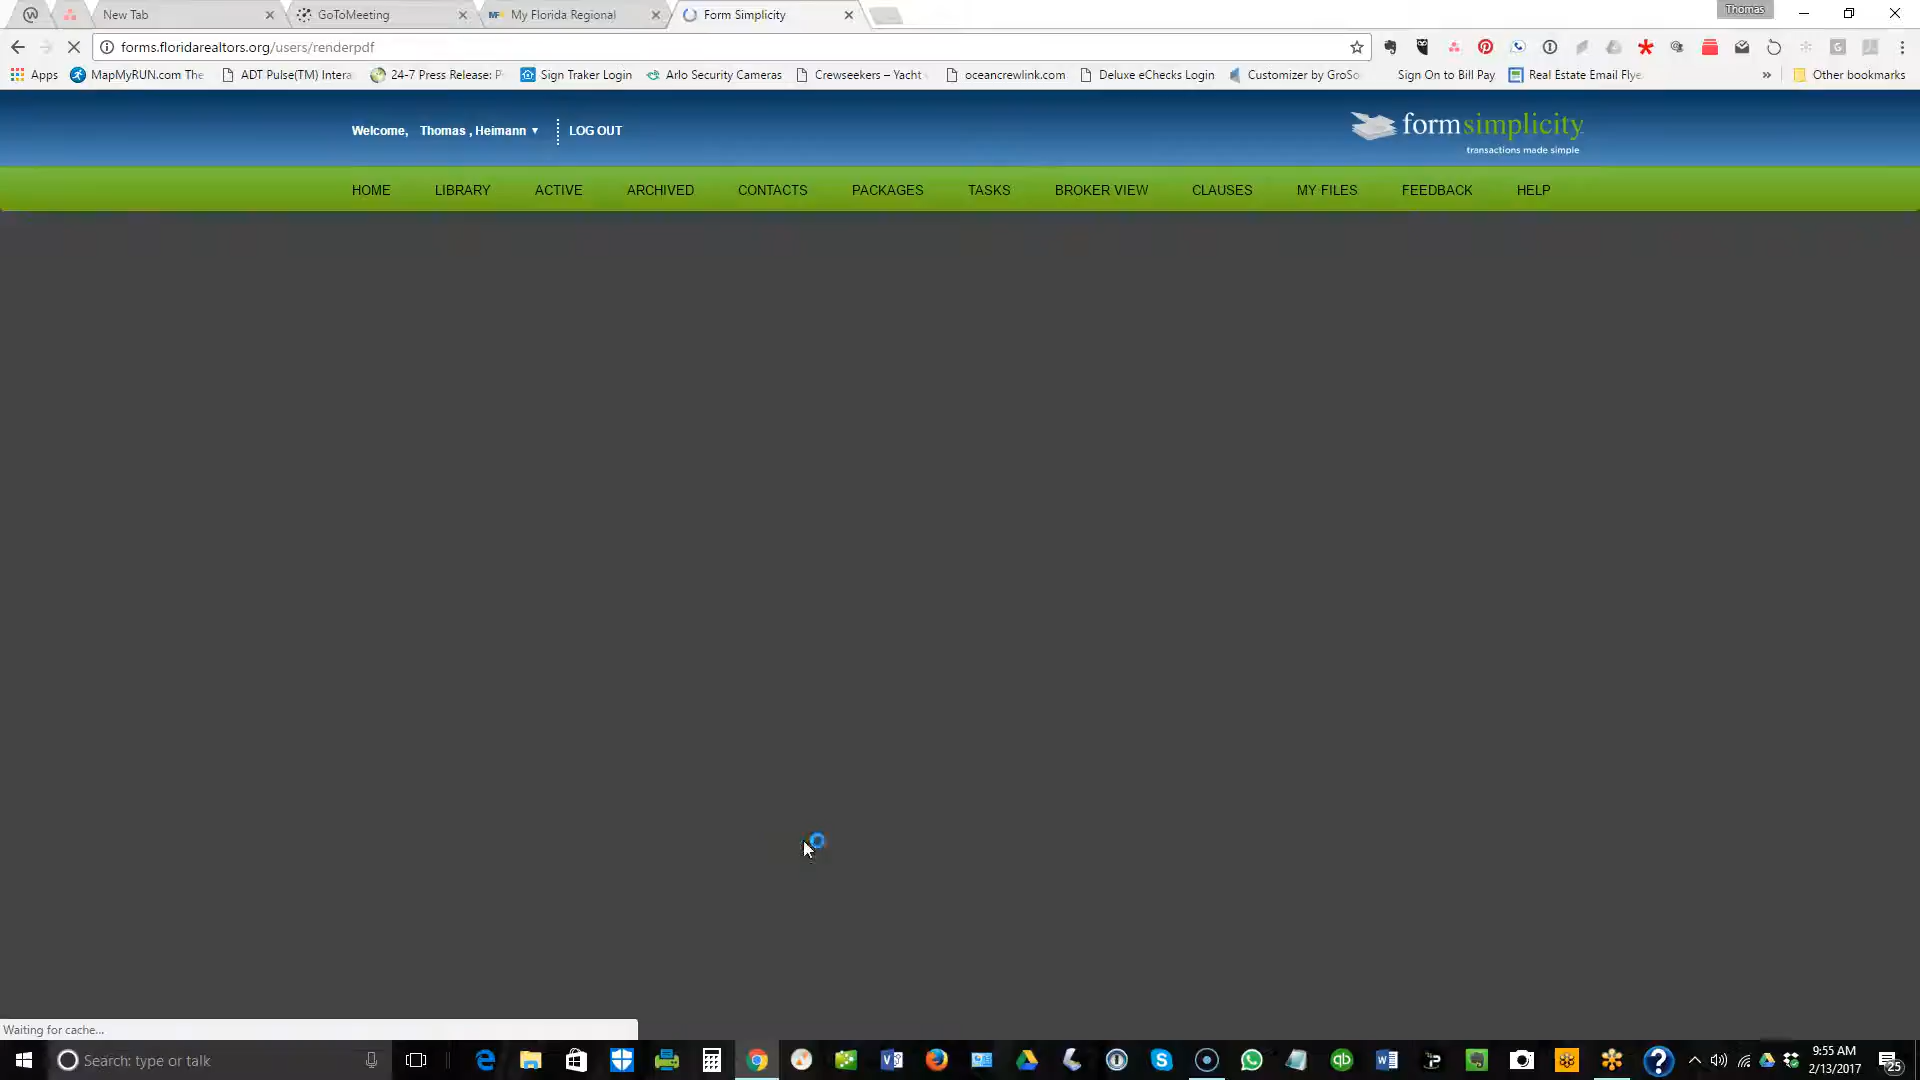 New Tab
GoToMeeting
My Florida Regional
Form Simplicity
Thomas
forms.floridarealtors.org/users/renderpdf
Apps
MapMyRUN.com The
ADT Pulse(TM) Intera
24-7 Press Release: P
Sign Traker Login
Arlo Security Cameras
Crewseekers – Yacht
oceancrewlink.com
Deluxe eChecks Login
Customizer by GroSo
Sign On to Bill Pay
Real Estate Email Flye
»
Other bookmarks
Welcome, Thomas , Heimann ▼ LOG OUT
formsimplicity
transactions made simple
HOME LIBRARY ACTIVE ARCHIVED CONTACTS PACKAGES TASKS BROKER VIEW CLAUSES MY FILES FEEDBACK HELP
Waiting for cache...
Search: type or talk
9:55 AM
2/13/2017
25